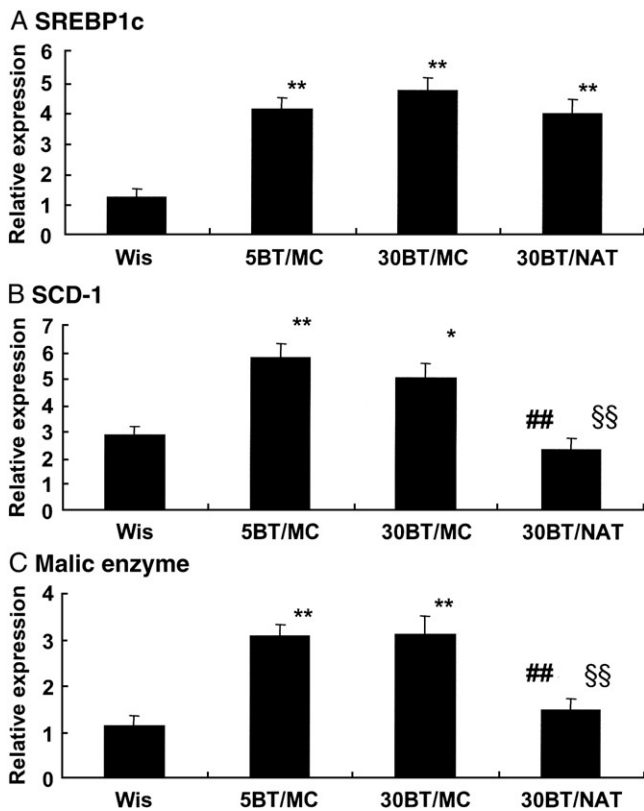 A SREBP1c
Relative expression
6
5
4
3
2
1
0
**
**
**
Wis
5BT/MC
30BT/MC
30BT/NAT
B SCD-1
Relative expression
7
6
5
4
3
2
1
0
**
*
## §§
Wis
5BT/MC
30BT/MC
30BT/NAT
C Malic enzyme
Relative expression
4
3
2
1
0
**
**
## §§
Wis
5BT/MC
30BT/MC
30BT/NAT